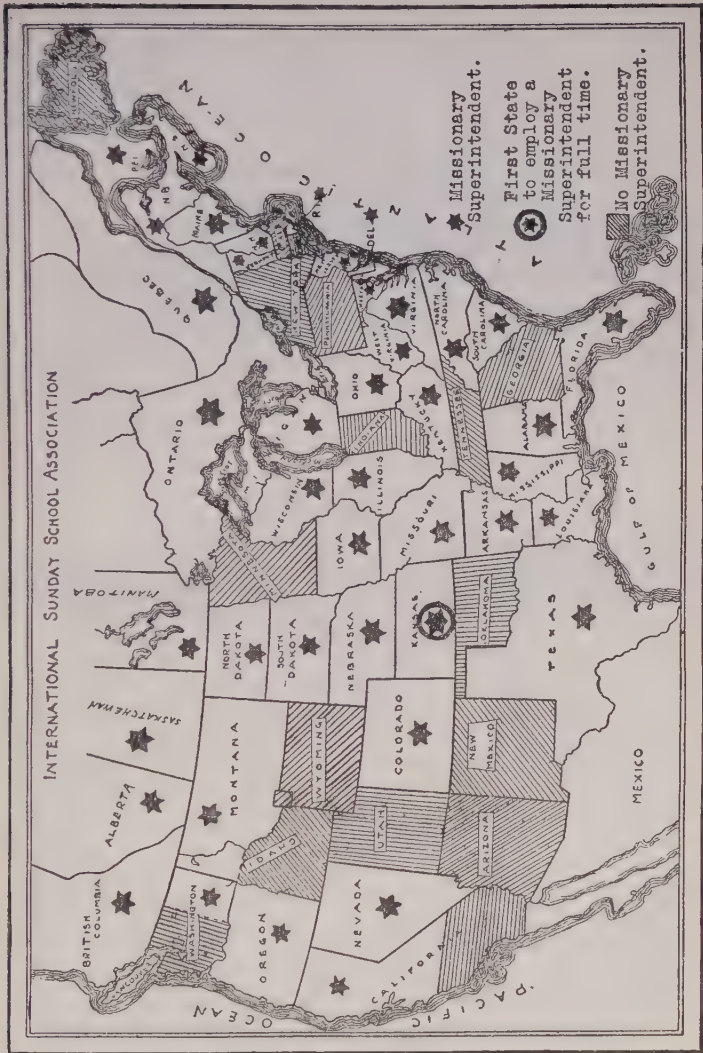 INTERNATIONAL SUNDAY SCHOOL ASSOCIATION
BRITISH
COLUMBIA
ALBERTA
SASKATCHEWAN
MANITOBA
ONTARIO
QUEBEC
N B
PEI
MAINE
VANCOUVER
WASHINGTON
OREGON
IDAHO
MONTANA
WYOMING
NORTH
DAKOTA
SOUTH
DAKOTA
NEBRASKA
KANSAS
MINNESOTA
WISCONSIN
IOWA
ILLINOIS
INDIANA
OHIO
NEW YORK
PENNSYLVANIA
R I
DEL
WEST
VIRGINIA
VIRGINIA
KENTUCKY
TENNESSEE
NORTH
CAROLINA
SOUTH
CAROLINA
GEORGIA
FLORIDA
ALABAMA
MISSISSIPPI
LOUISIANA
ARKANSAS
MISSOURI
OKLAHOMA
TEXAS
COLORADO
NEW
MEXICO
UTAH
ARIZONA
NEVADA
MEXICO
GULF OF MEXICO
PACIFIC
OCEAN
OCEAN
Missionary
Superintendent.
First State
to employ a
Missionary
Superintendent
for full time.
No Missionary
Superintendent.